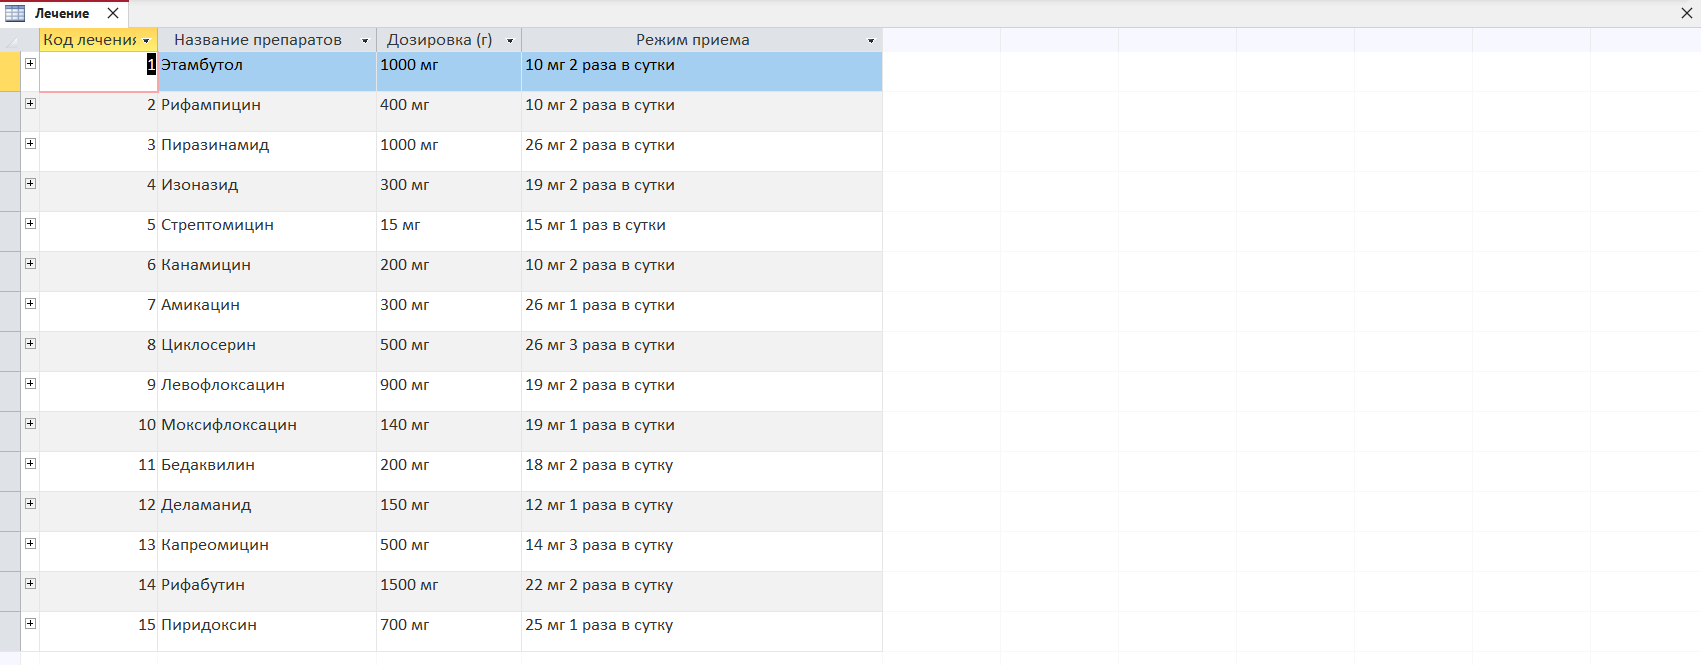 Лечение
Код лечения Название препаратов Дозировка (г) Режим приема
1 Этамбутол 1000 мг 10 мг 2 раза в сутки
2 Рифампицин 400 мг 10 мг 2 раза в сутки
3 Пиразинамид 1000 мг 26 мг 2 раза в сутки
4 Изоназид 300 мг 19 мг 2 раза в сутки
5 Стрептомицин 15 мг 15 мг 1 раз в сутки
6 Канамицин 200 мг 10 мг 2 раза в сутки
7 Амикацин 300 мг 26 мг 1 раза в сутки
8 Циклосерин 500 мг 26 мг 3 раза в сутки
9 Левофлоксацин 900 мг 19 мг 2 раза в сутки
10 Моксифлоксацин 140 мг 19 мг 1 раза в сутки
11 Бедаквилин 200 мг 18 мг 2 раза в сутку
12 Деламанид 150 мг 12 мг 1 раза в сутку
13 Капреомицин 500 мг 14 мг 3 раза в сутку
14 Рифабутин 1500 мг 22 мг 2 раза в сутку
15 Пиридоксин 700 мг 25 мг 1 раза в сутку